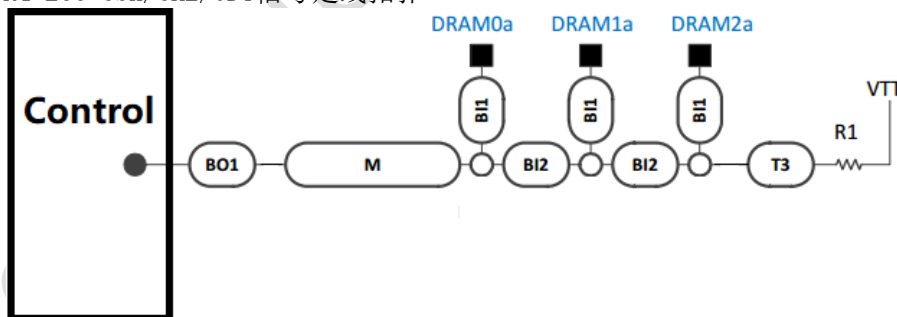 DRAM0a DRAM1a DRAM2a
Control
VTT
BI1 BI1 BI1
R1
BO1 M BI2 BI2 T3